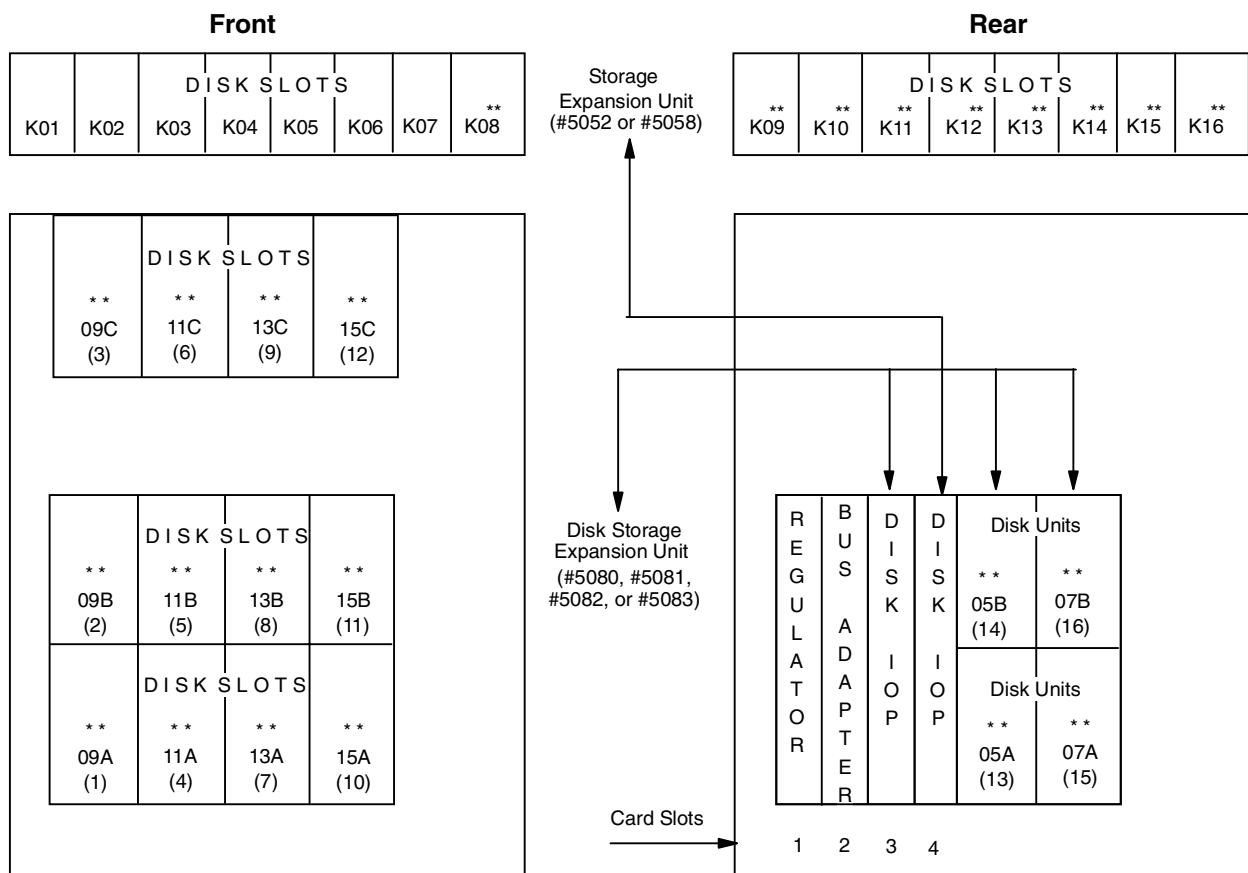 Front
Rear
DISK SLOTS
**
K01 K02 K03 K04 K05 K06 K07 K08
Storage
Expansion Unit
(#5052 or #5058)
DISK SLOTS
** ** ** ** ** ** ** **
K09 K10 K11 K12 K13 K14 K15 K16
DISK SLOTS
** ** ** **
09C 11C 13C 15C
(3) (6) (9) (12)
DISK SLOTS
** ** ** **
09B 11B 13B 15B
(2) (5) (8) (11)
DISK SLOTS
** ** ** **
09A 11A 13A 15A
(1) (4) (7) (10)
Disk Storage
Expansion Unit
(#5080, #5081,
#5082, or #5083)
REGULATOR
BUS ADAPTER
DISK IOP
DISK IOP
Disk Units
** **
05B 07B
(14) (16)
Disk Units
** **
05A 07A
(13) (15)
Card Slots
1 2 3 4